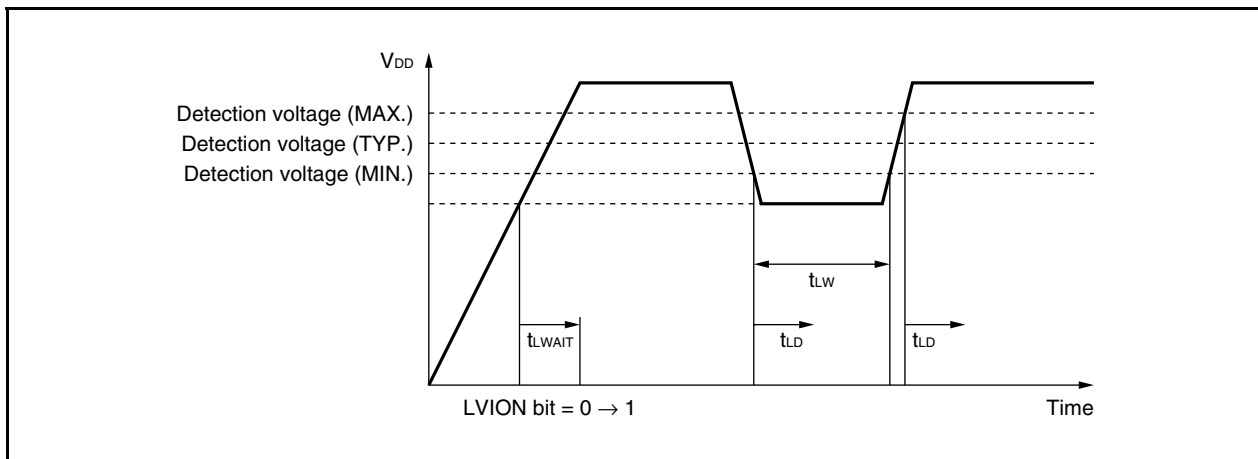 VDD
Detection voltage (MAX.)
Detection voltage (TYP.)
Detection voltage (MIN.)
tLW
tLWAIT
tLD
tLD
LVION bit = 0 → 1
Time